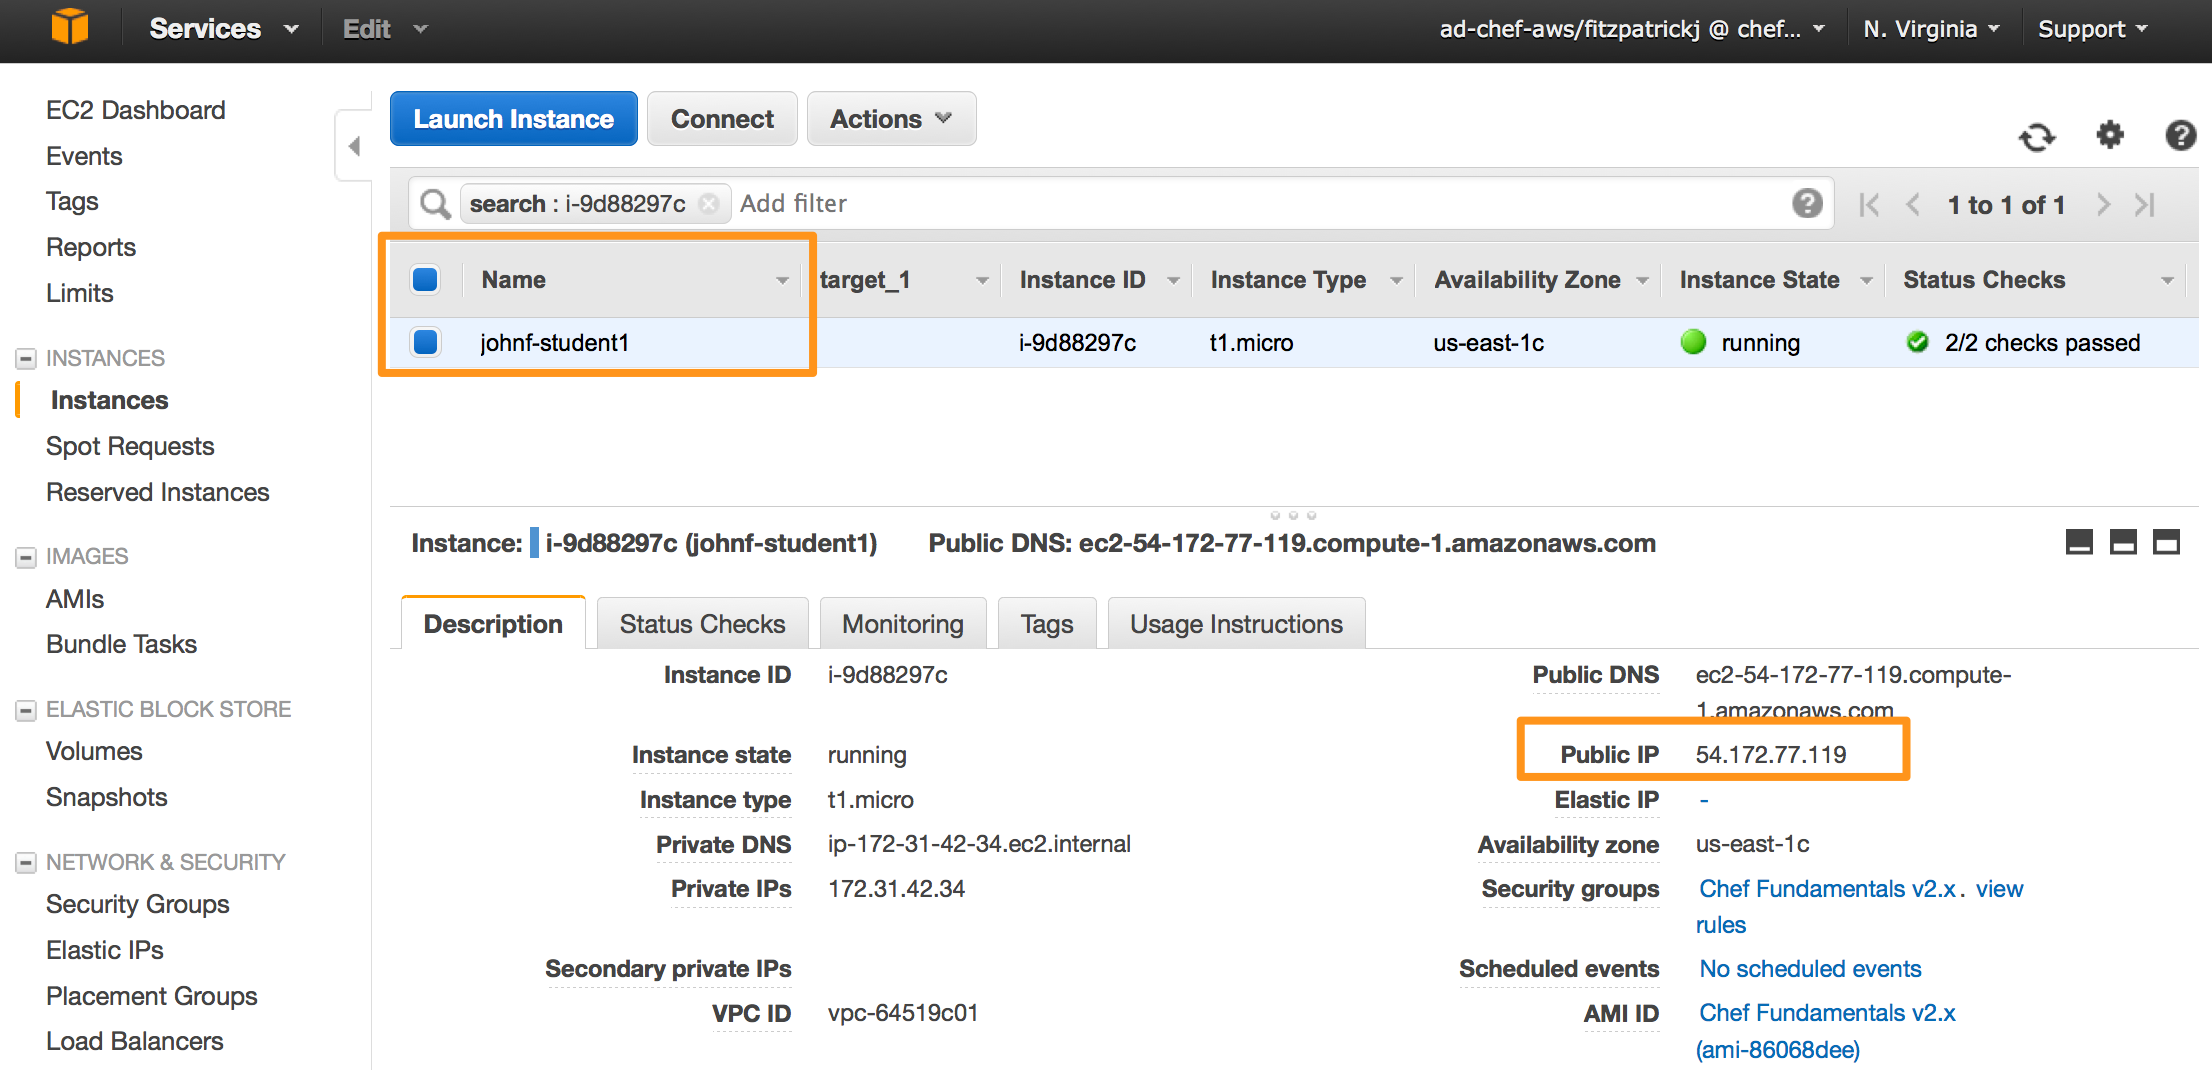 Services Edit ad-chef-aws/fitzpatrickj @ chef... N. Virginia Support
EC2 Dashboard
Events
Tags
Reports
Limits
INSTANCES
Instances
Spot Requests
Reserved Instances
IMAGES
AMIs
Bundle Tasks
ELASTIC BLOCK STORE
Volumes
Snapshots
NETWORK & SECURITY
Security Groups
Elastic IPs
Placement Groups
Load Balancers
Launch Instance Connect Actions
search : i-9d88297c Add filter 1 to 1 of 1
Name target_1 Instance ID Instance Type Availability Zone Instance State Status Checks
johnf-student1 i-9d88297c t1.micro us-east-1c running 2/2 checks passed
Instance: i-9d88297c (johnf-student1) Public DNS: ec2-54-172-77-119.compute-1.amazonaws.com
Description Status Checks Monitoring Tags Usage Instructions
Instance ID i-9d88297c
Instance state running
Instance type t1.micro
Private DNS ip-172-31-42-34.ec2.internal
Private IPs 172.31.42.34
Secondary private IPs
VPC ID vpc-64519c01
Public DNS ec2-54-172-77-119.compute-
1.amazonaws.com
Public IP 54.172.77.119
Elastic IP -
Availability zone us-east-1c
Security groups Chef Fundamentals v2.x. view
rules
Scheduled events No scheduled events
AMI ID Chef Fundamentals v2.x
(ami-86068dee)